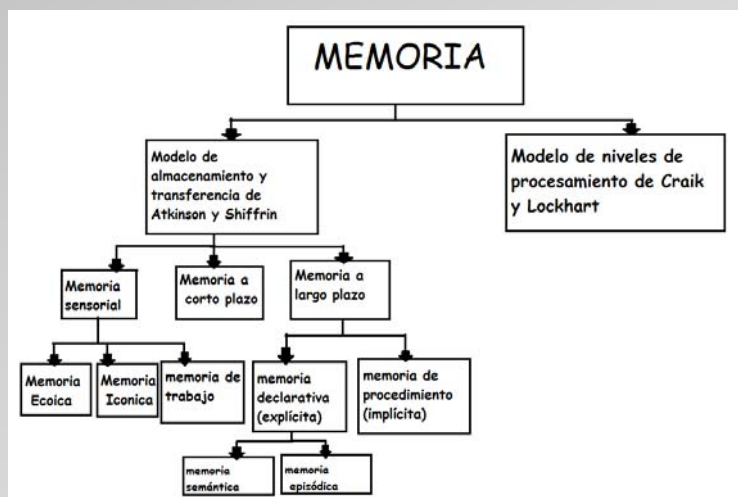 MEMORIA
Modelo de
almacenamiento y
transferencia de
Atkinson y Shiffrin
Modelo de niveles de
procesamiento de Craik
y Lockhart
Memoria
sensorial
Memoria a
corto plazo
Memoria a
largo plazo
Memoria
Ecoica
Memoria
Iconica
memoria de
trabajo
memoria
declarativa
(explícita)
memoria de
procedimiento
(implícita)
memoria
semántica
memoria
episódica